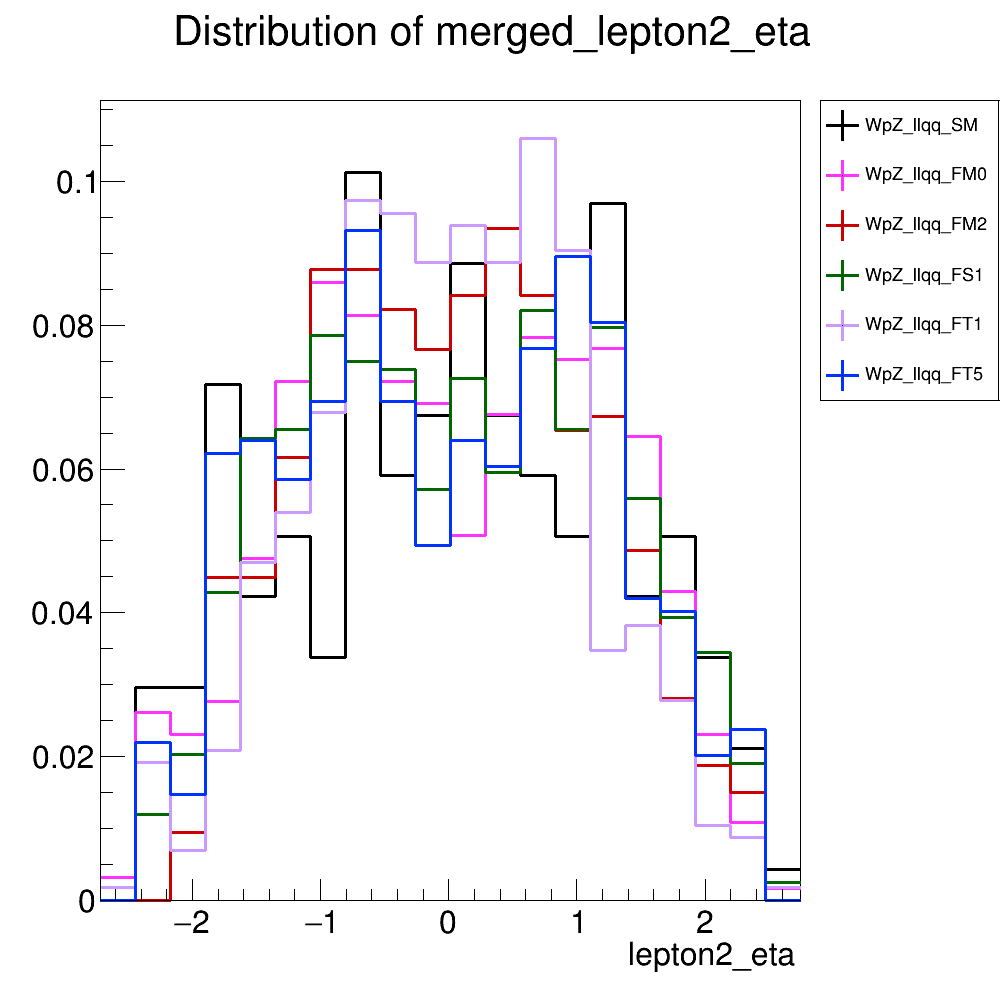 Distribution of merged_lepton2_eta
0.1
0.08
0.06
0.04
0.02
0
−2 −1 0 1 2
lepton2_eta
WpZ_llqq_SM
WpZ_llqq_FM0
WpZ_llqq_FM2
WpZ_llqq_FS1
WpZ_llqq_FT1
WpZ_llqq_FT5